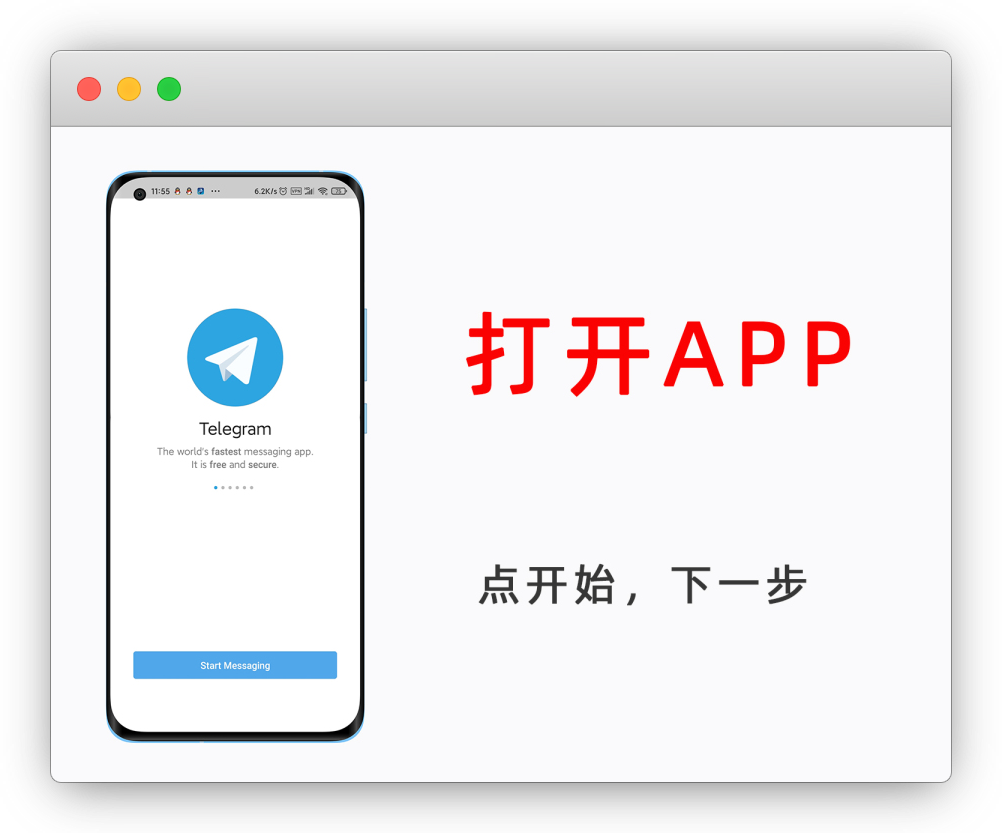 11:55 ··· 6.2K/s VPN
Telegram
The world's fastest messaging app.
It is free and secure.
Start Messaging
打开APP
点开始，下一步